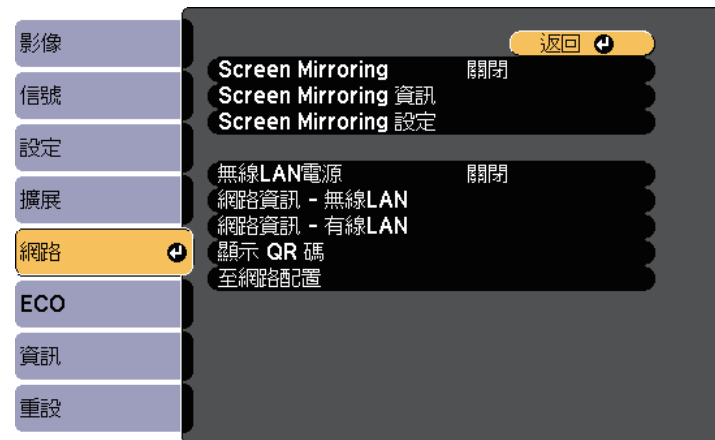 影像
信號
設定
擴展
網路
ECO
資訊
重設
返回
Screen Mirroring 關閉
Screen Mirroring 資訊
Screen Mirroring 設定
無線LAN電源 關閉
網路資訊 - 無線LAN
網路資訊 - 有線LAN
顯示 QR 碼
至網路配置